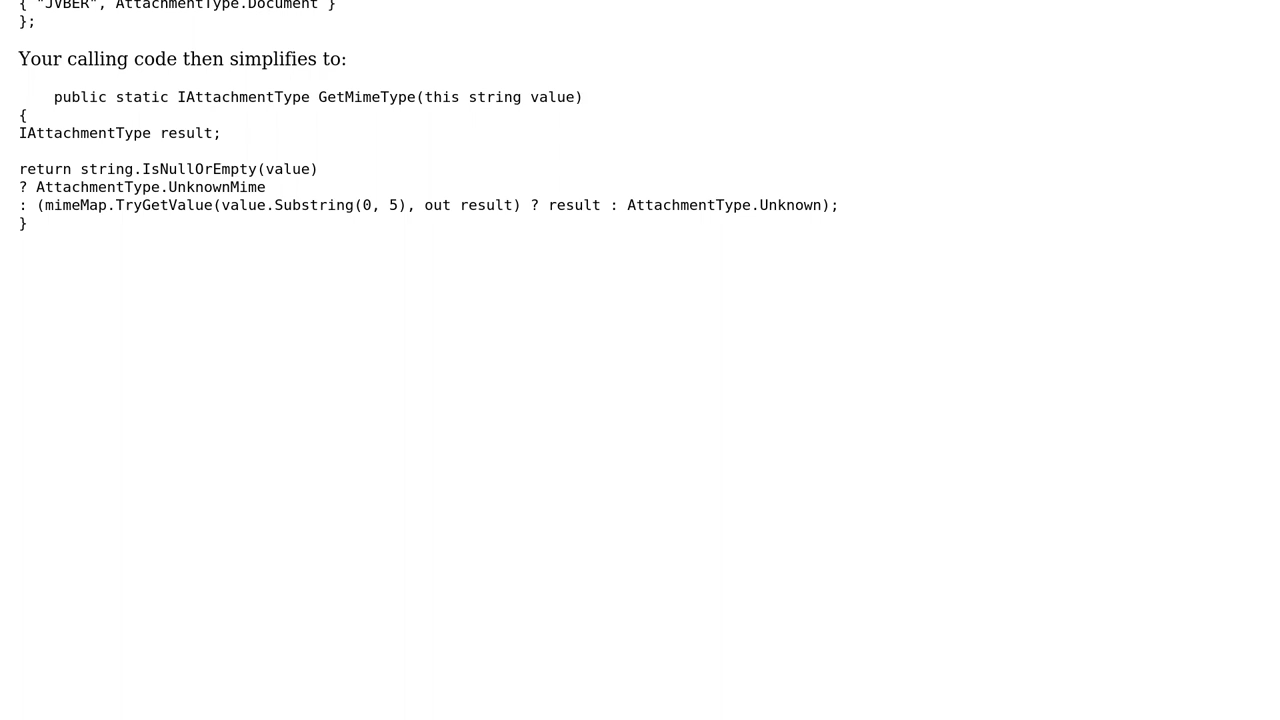 { "JVBER", AttachmentType.Document }
};
Your calling code then simplifies to:
public static IAttachmentType GetMimeType(this string value)
{
IAttachmentType result;
return string.IsNullOrEmpty(value)
? AttachmentType.UnknownMime
: (mimeMap.TryGetValue(value.Substring(0, 5), out result) ? result : AttachmentType.Unknown);
}